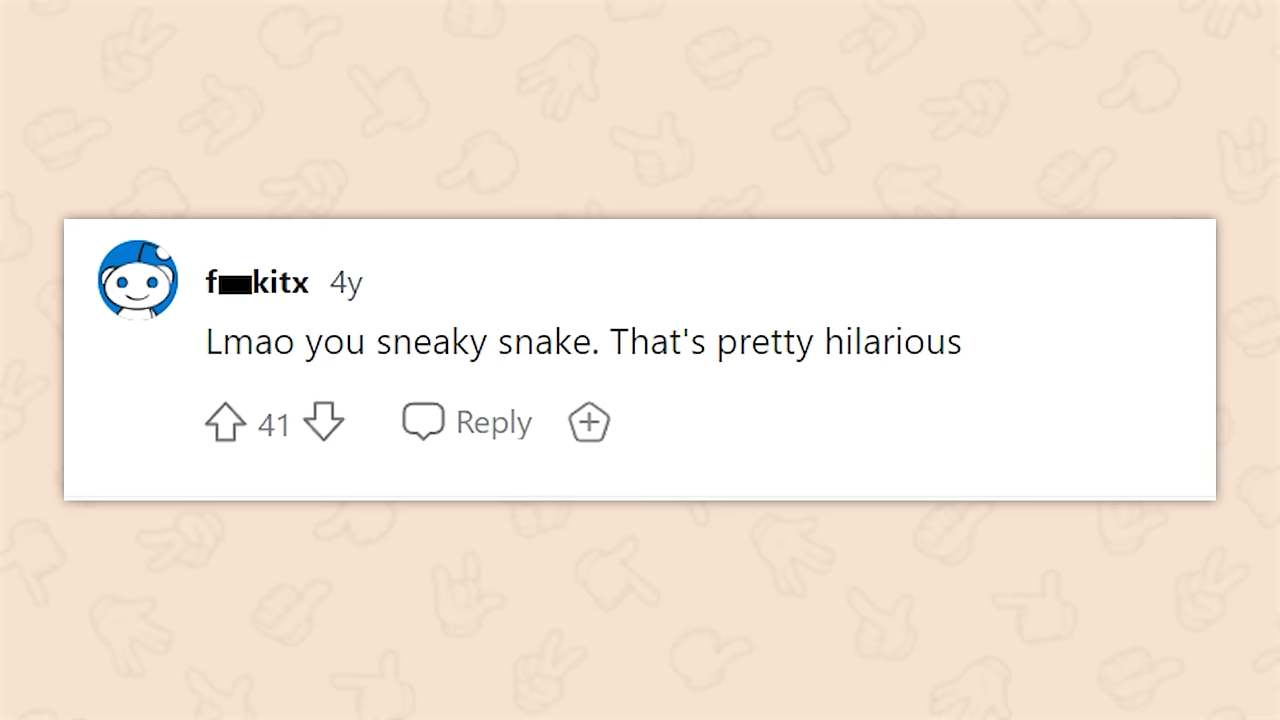 f kitx 4y
Lmao you sneaky snake. That's pretty hilarious
41 Reply